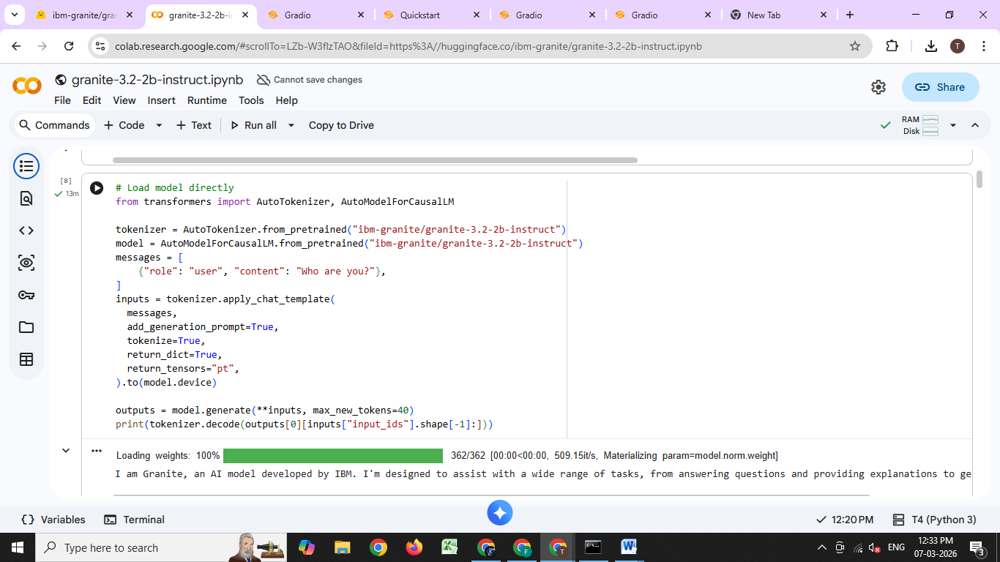 ibm-granite/gra
granite-3.2-2b-i
Gradio
Quickstart
Gradio
Gradio
New Tab
colab.research.google.com/#scrollTo=LZb-W3flzTAO&fileId=https%3A//huggingface.co/ibm-granite/granite-3.2-2b-instruct.ipynb
T
granite-3.2-2b-instruct.ipynb
Cannot save changes
File Edit View Insert Runtime Tools Help
Share
Commands + Code + Text Run all Copy to Drive
RAM
Disk
[8]
13m
# Load model directly
from transformers import AutoTokenizer, AutoModelForCausalLM
tokenizer = AutoTokenizer.from_pretrained("ibm-granite/granite-3.2-2b-instruct")
model = AutoModelForCausalLM.from_pretrained("ibm-granite/granite-3.2-2b-instruct")
messages = [
{"role": "user", "content": "Who are you?"},
]
inputs = tokenizer.apply_chat_template(
messages,
add_generation_prompt=True,
tokenize=True,
return_dict=True,
return_tensors="pt",
).to(model.device)
outputs = model.generate(**inputs, max_new_tokens=40)
print(tokenizer.decode(outputs[0][inputs["input_ids"].shape[-1]:]))
Loading weights: 100% 362/362 [00:00<00:00, 509.15it/s, Materializing param=model.norm.weight]
I am Granite, an AI model developed by IBM. I'm designed to assist with a wide range of tasks, from answering questions and providing explanations to ge
Variables Terminal
12:20 PM
T4 (Python 3)
Type here to search
F
T
ENG
12:33 PM
07-03-2026
3